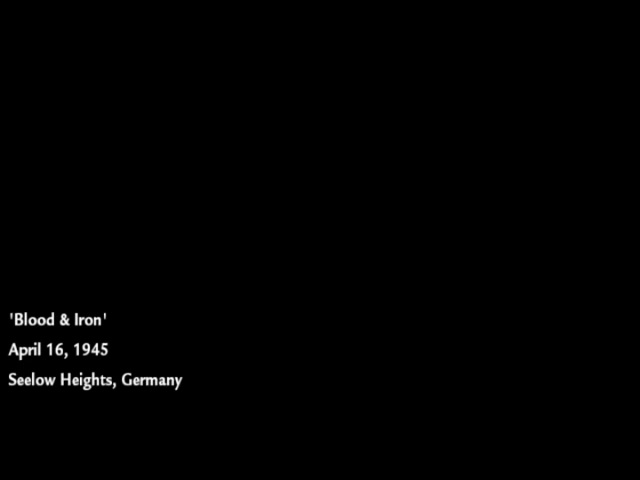 'Blood & Iron'
April 16, 1945
Seelow Heights, Germany